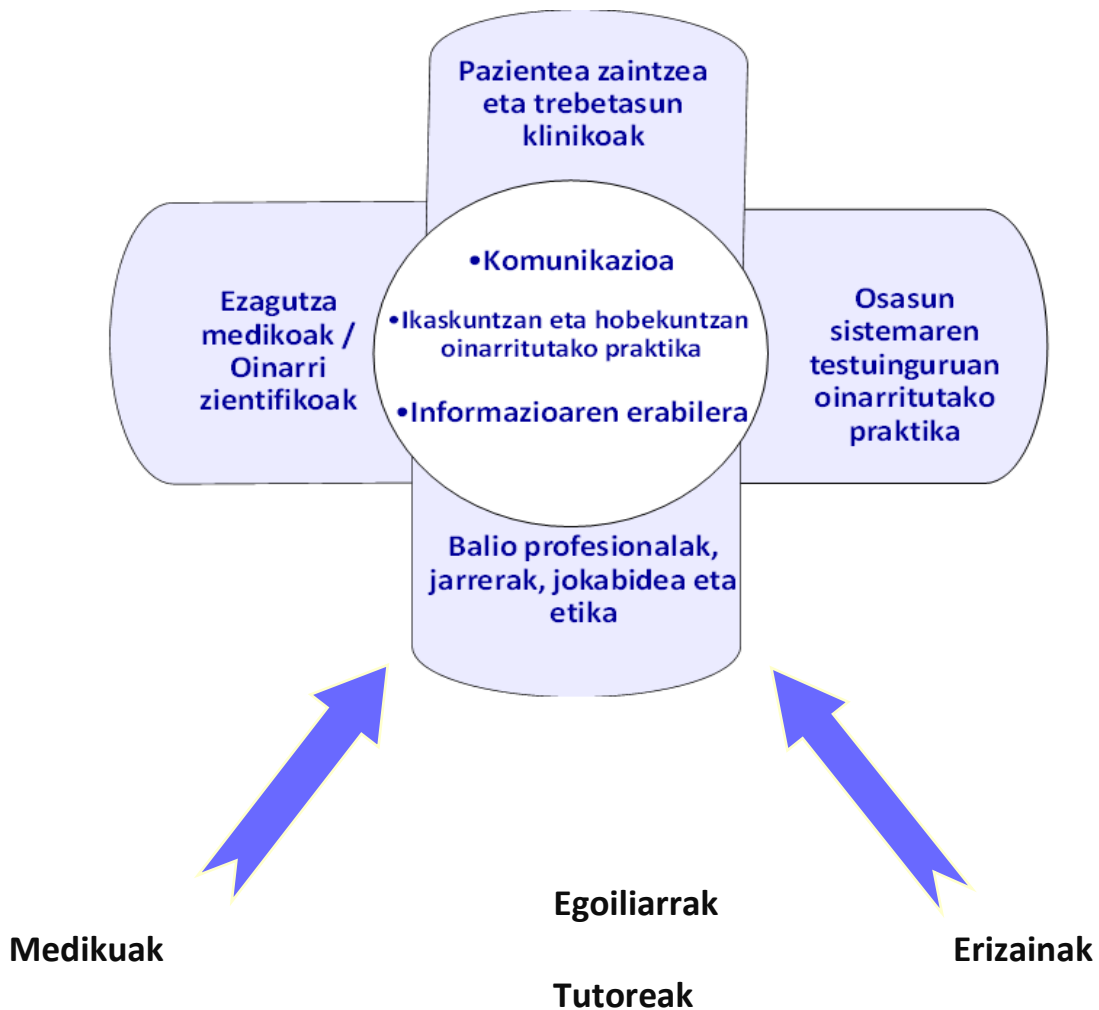 Pazientea zaintzea
eta trebetasun
klinikoak
Ezagutza
medikoak /
Oinarri
zientifikoak
•Komunikazioa
•Ikaskuntzan eta hobekuntzan
oinarritutako praktika
•Informazioaren erabilera
Osasun
sistemaren
testuinguruan
oinarritutako
praktika
Balio profesionalak,
jarrerak, jokabidea eta
etika
Egoiliarrak
Medikuak
Erizainak
Tutoreak